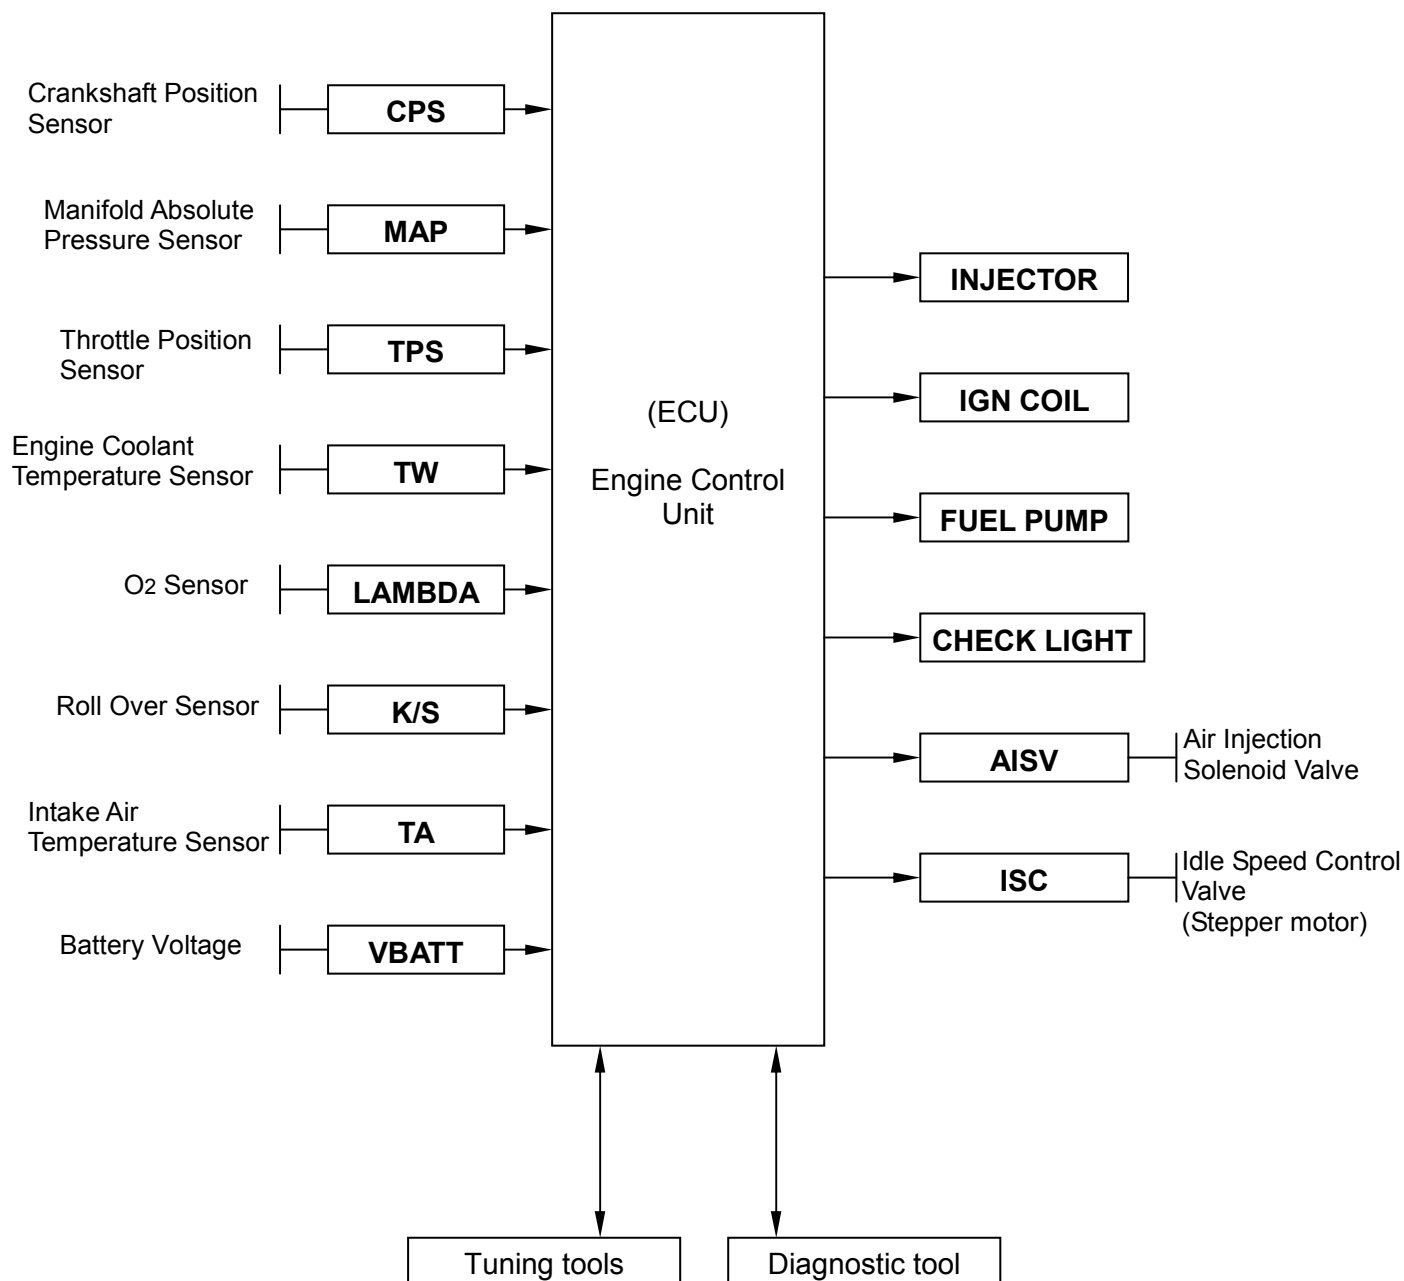 Crankshaft Position
Sensor
CPS
Manifold Absolute
Pressure Sensor
MAP
Throttle Position
Sensor
TPS
Engine Coolant
Temperature Sensor
TW
O2 Sensor
LAMBDA
Roll Over Sensor
K/S
Intake Air
Temperature Sensor
TA
Battery Voltage
VBATT
(ECU)
Engine Control
Unit
INJECTOR
IGN COIL
FUEL PUMP
CHECK LIGHT
AISV
Air Injection
Solenoid Valve
ISC
Idle Speed Control
Valve
(Stepper motor)
Tuning tools
Diagnostic tool